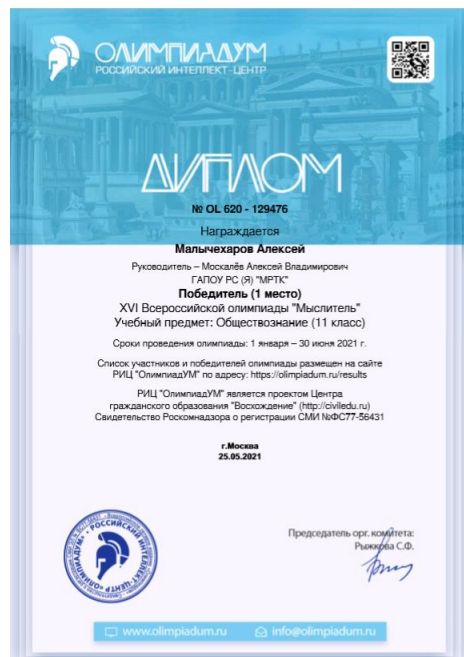 ОЛИМПИАДУМ
РОССИЙСКИЙ ИНТЕЛЛЕКТ-ЦЕНТР
ДИПЛОМ
№ OL 620 - 129476
Награждается
Малычехаров Алексей
Руководитель – Москалёв Алексей Владимирович
ГАПОУ РС (Я) "МРТК"
Победитель (1 место)
XVI Всероссийской олимпиады "Мыслитель"
Учебный предмет: Обществознание (11 класс)
Сроки проведения олимпиады: 1 января – 30 июня 2021 г.
Список участников и победителей олимпиады размещен на сайте
РИЦ "ОлимпиадУМ" по адресу: https://olimpiadum.ru/results
РИЦ "ОлимпиадУМ" является проектом Центра
гражданского образования "Восхождение" (http://civiledu.ru)
Свидетельство Роскомнадзора о регистрации СМИ №ФС77-56431
г.Москва
25.05.2021
РОССИЙСКИЙ ИНТЕЛЛЕКТ-ЦЕНТР «ОЛИМПИАДУМ»
Председатель орг. комитета:
Рыжкова С.Ф.
www.olimpiadum.ru
info@olimpiadum.ru